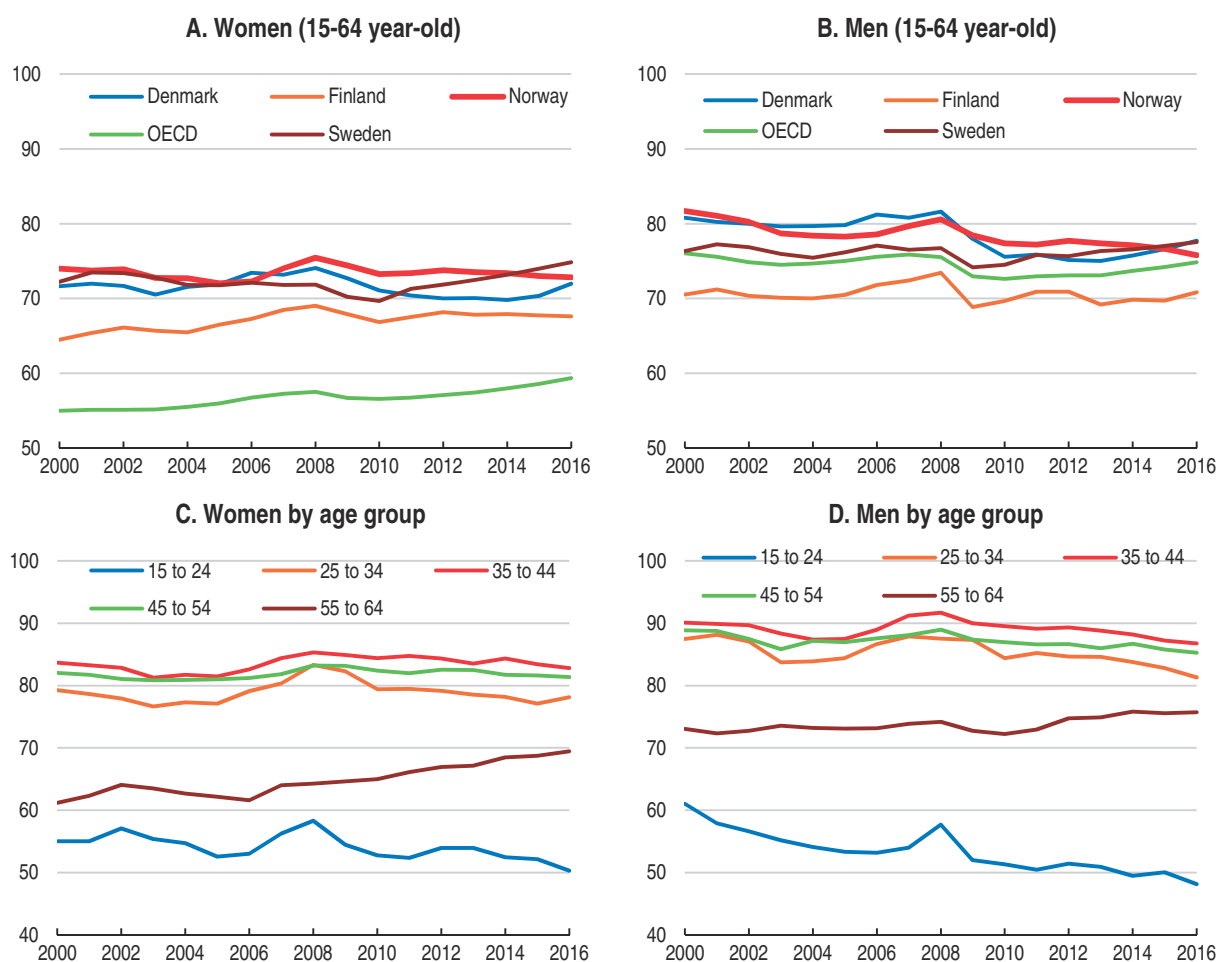 A. Women (15-64 year-old)
100
90
80
70
60
50
Denmark Finland Norway
OECD Sweden
2000 2002 2004 2006 2008 2010 2012 2014 2016
B. Men (15-64 year-old)
100
90
80
70
60
50
Denmark Finland Norway
OECD Sweden
2000 2002 2004 2006 2008 2010 2012 2014 2016
C. Women by age group
100
90
80
70
60
50
40
15 to 24 25 to 34 35 to 44
45 to 54 55 to 64
2000 2002 2004 2006 2008 2010 2012 2014 2016
D. Men by age group
100
90
80
70
60
50
40
15 to 24 25 to 34 35 to 44
45 to 54 55 to 64
2000 2002 2004 2006 2008 2010 2012 2014 2016